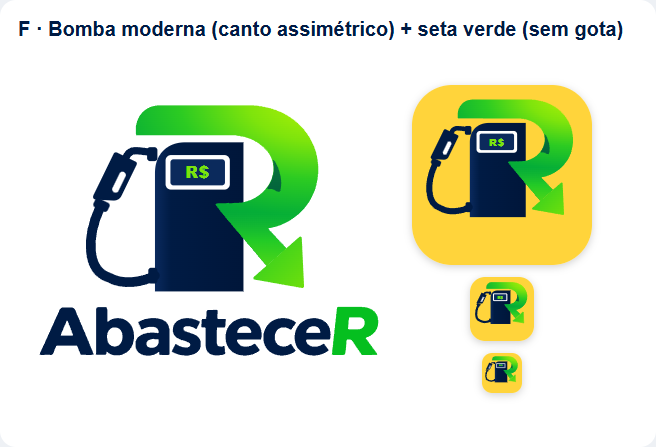 F · Bomba moderna (canto assimétrico) + seta verde (sem gota)
R$
AbasteceR
R$
R$
R$